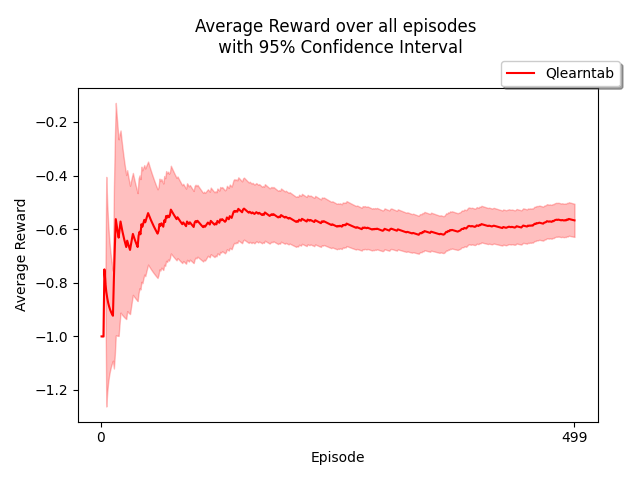 Average Reward over all episodes
with 95% Confidence Interval
Qlearntab
Average Reward
−0.2
−0.4
−0.6
−0.8
−1.0
−1.2
0
499
Episode